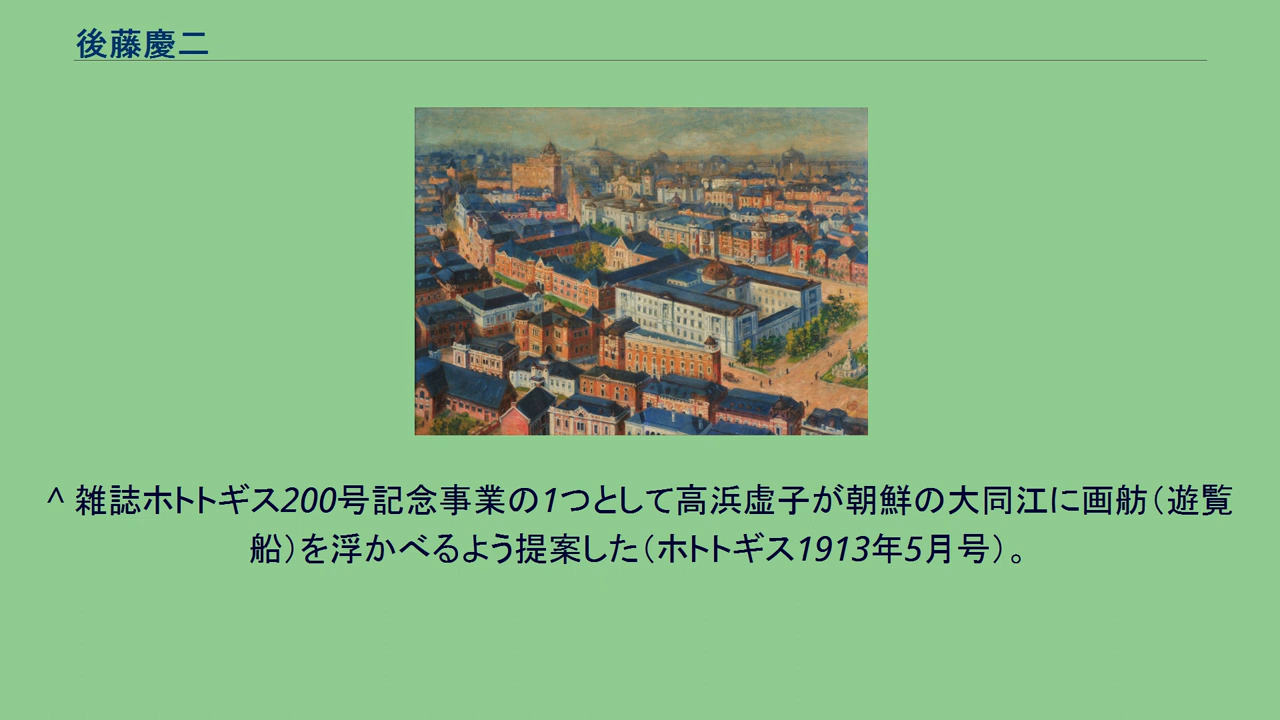 後藤慶二
^ 雑誌ホトトギス200号記念事業の1つとして高浜虚子が朝鮮の大同江に画舫（遊覧
船）を浮かべるよう提案した（ホトトギス1913年5月号）。